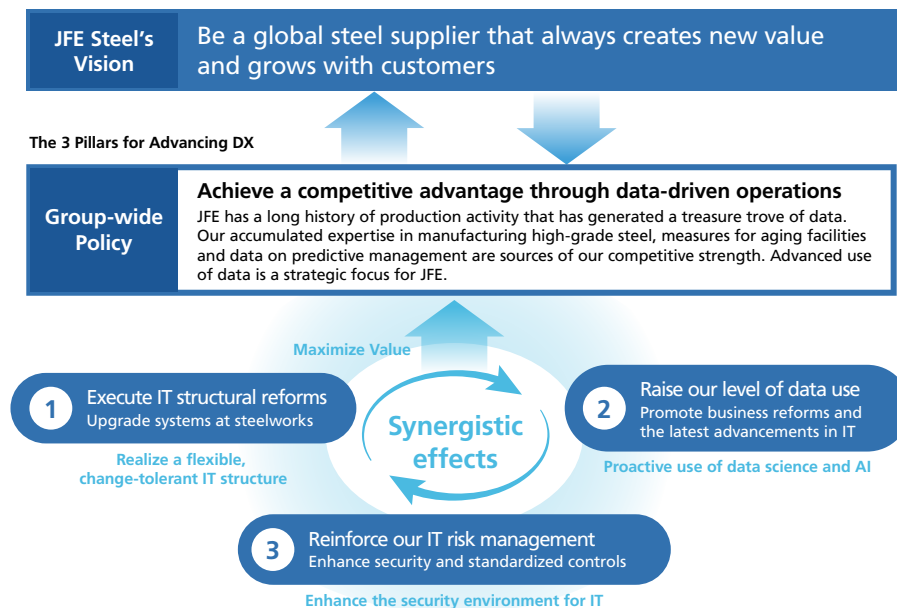 JFE Steel's
Vision
Be a global steel supplier that always creates new value
and grows with customers
The 3 Pillars for Advancing DX
Group-wide
Policy
Achieve a competitive advantage through data-driven operations
JFE has a long history of production activity that has generated a treasure trove of data.
Our accumulated expertise in manufacturing high-grade steel, measures for aging facilities
and data on predictive management are sources of our competitive strength. Advanced use
of data is a strategic focus for JFE.
Maximize Value
1
Execute IT structural reforms
Upgrade systems at steelworks
Realize a flexible,
change-tolerant IT structure
Synergistic
effects
2
Raise our level of data use
Promote business reforms and
the latest advancements in IT
Proactive use of data science and AI
3
Reinforce our IT risk management
Enhance security and standardized controls
Enhance the security environment for IT